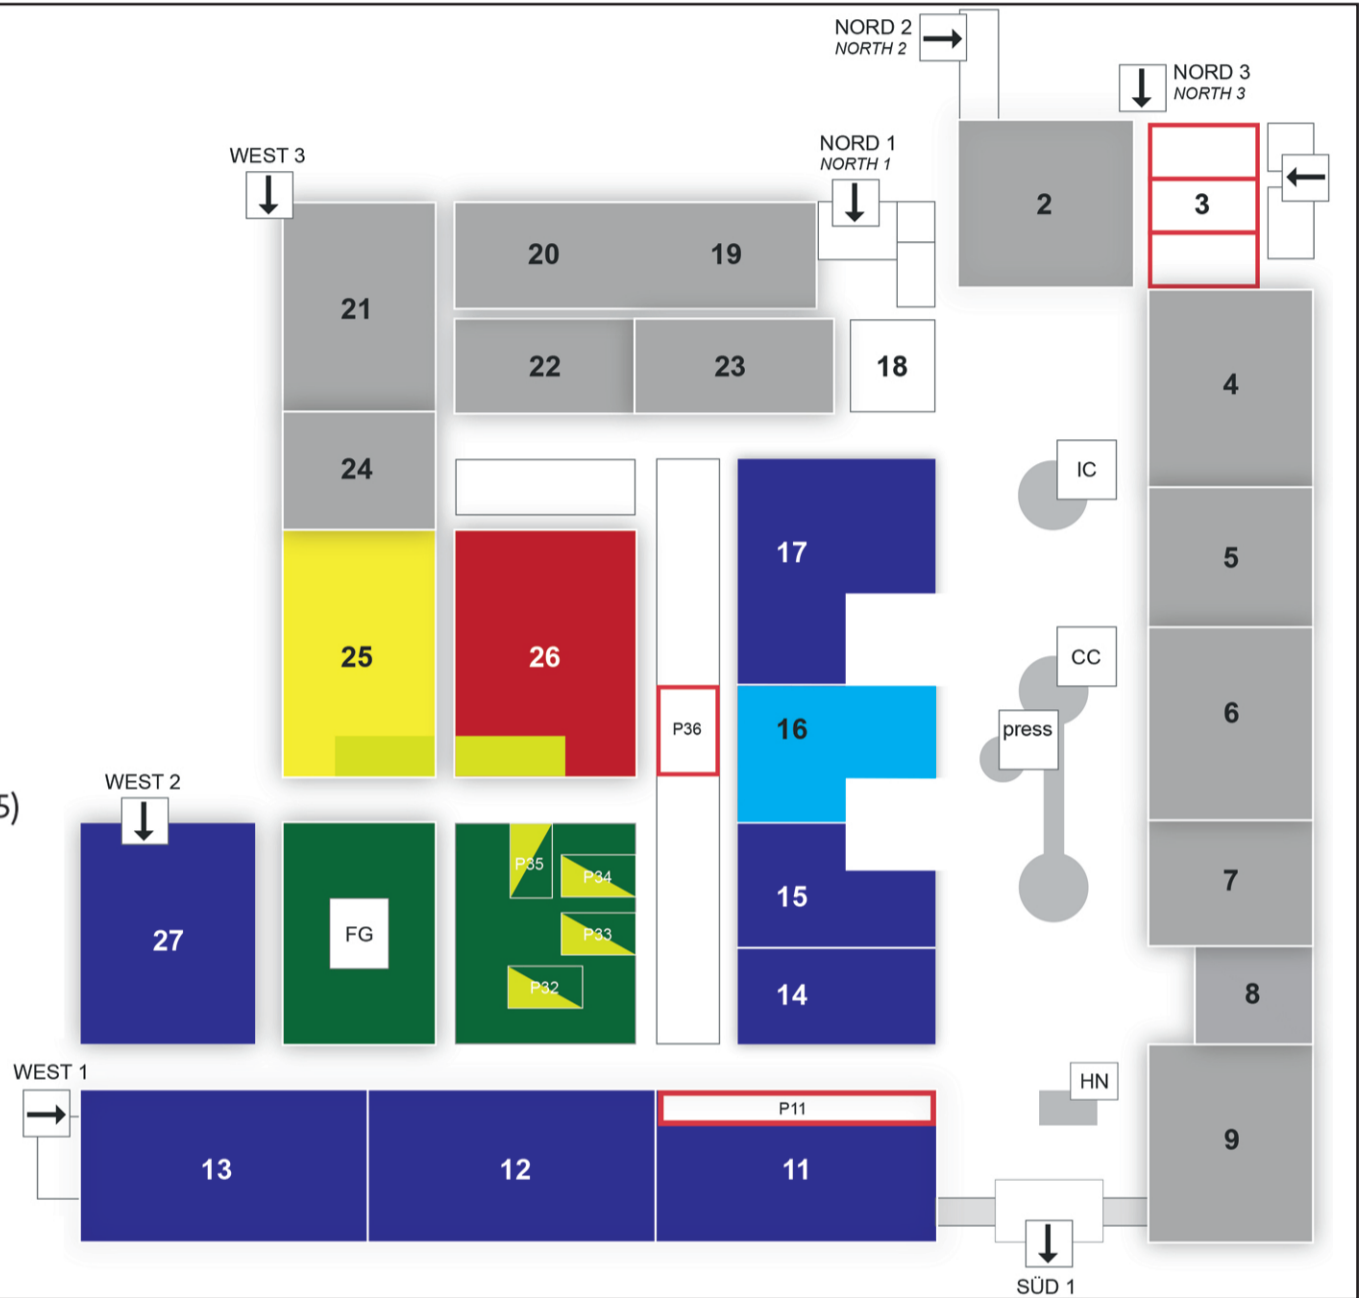 NORD 2
NORTH 2
NORD 3
NORTH 3
NORD 1
NORTH 1
WEST 3
2
3
20
19
21
22
23
18
4
24
IC
17
5
25
26
CC
6
P36
16
press
WEST 2
5)
P35
P34
7
15
27
FG
P33
P32
14
8
WEST 1
HN
P11
13
12
11
9
SÜD 1